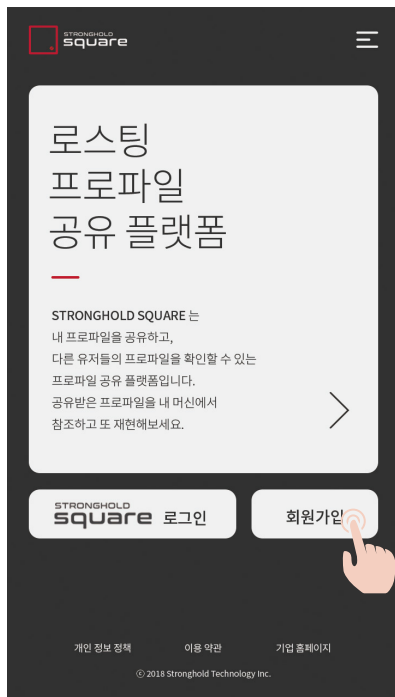 STRONGHOLD
square
로스팅
프로파일
공유 플랫폼
STRONGHOLD SQUARE 는
내 프로파일을 공유하고,
다른 유저들의 프로파일을 확인할 수 있는
프로파일 공유 플랫폼입니다.
공유받은 프로파일을 내 머신에서
참조하고 또 재현해보세요.
STRONGHOLD
square 로그인
회원가입
개인 정보 정책 이용 약관 기업 홈페이지
ⓒ 2018 Stronghold Technology Inc.